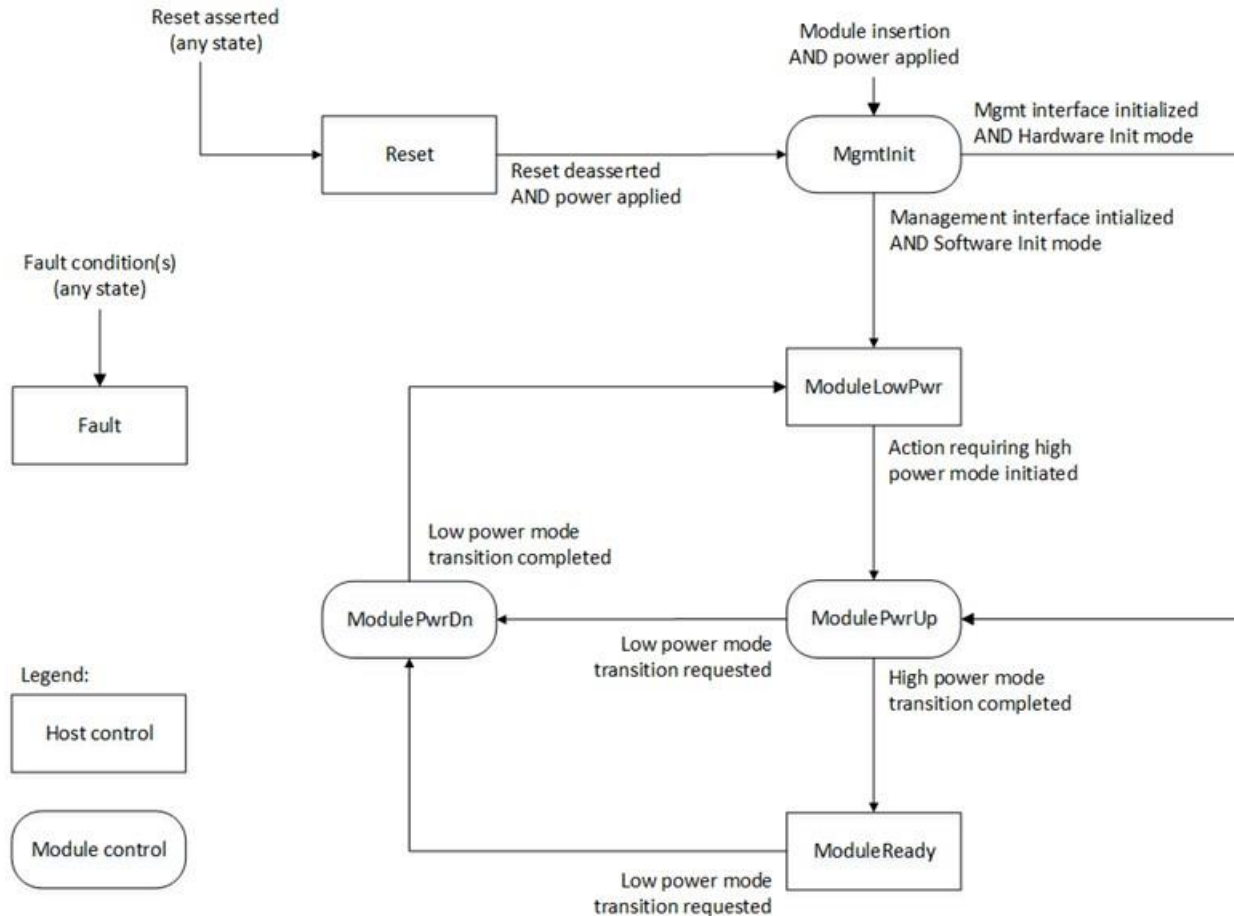 Reset asserted
(any state)
Module insertion
AND power applied
Mgmt interface initialized
AND Hardware Init mode
Reset
MgmtInit
Reset deasserted
AND power applied
Management interface intialized
AND Software Init mode
Fault condition(s)
(any state)
ModuleLowPwr
Fault
Action requiring high
power mode initiated
Low power mode
transition completed
ModulePwrDn
ModulePwrUp
Low power mode
transition requested
High power mode
transition completed
Legend:
Host control
Module control
ModuleReady
Low power mode
transition requested